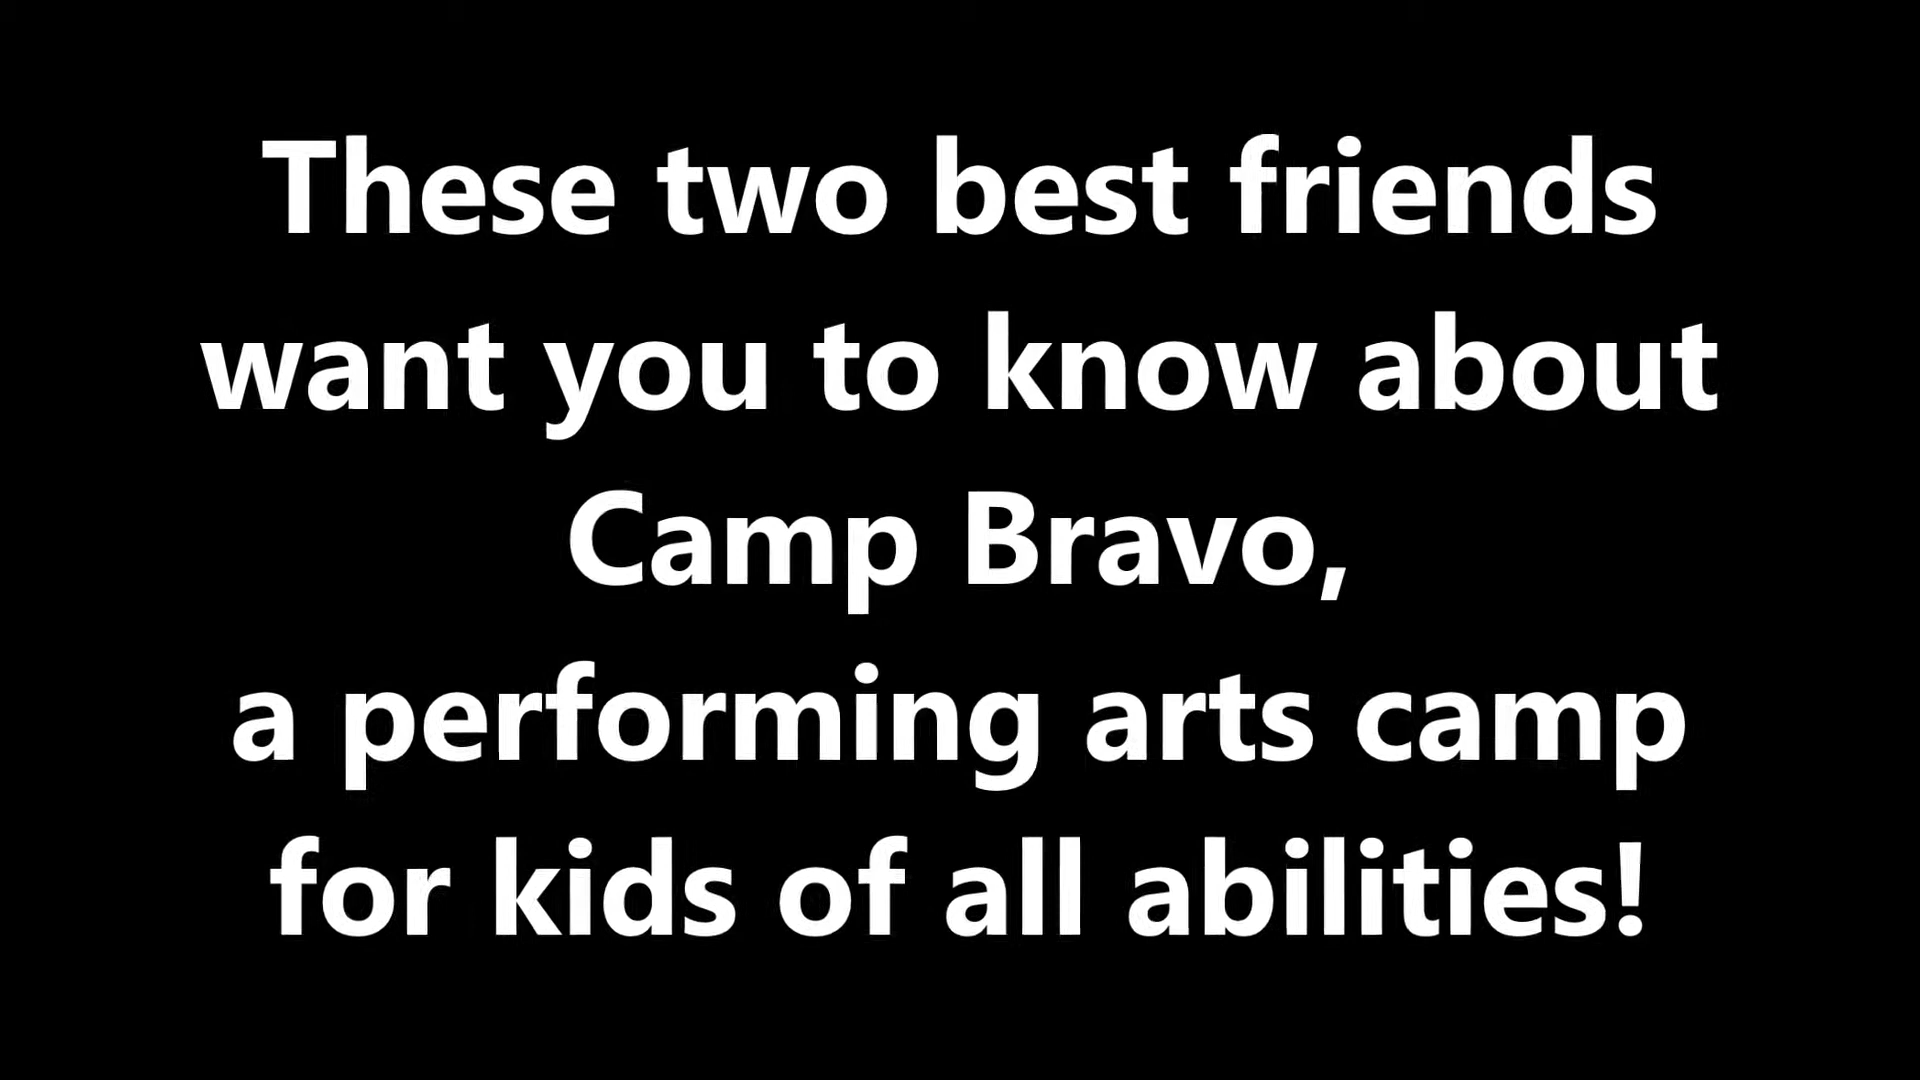 These two best friends
want you to know about
Camp Bravo,
a performing arts camp
for kids of all abilities!